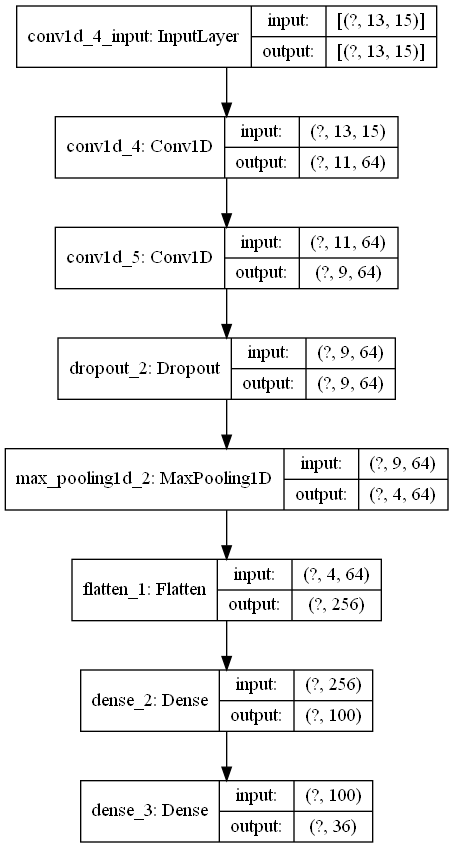 conv1d_4_input: InputLayer input: [(?, 13, 15)]
output: [(?, 13, 15)]
conv1d_4: Conv1D input: (?, 13, 15)
output: (?, 11, 64)
conv1d_5: Conv1D input: (?, 11, 64)
output: (?, 9, 64)
dropout_2: Dropout input: (?, 9, 64)
output: (?, 9, 64)
max_pooling1d_2: MaxPooling1D input: (?, 9, 64)
output: (?, 4, 64)
flatten_1: Flatten input: (?, 4, 64)
output: (?, 256)
dense_2: Dense input: (?, 256)
output: (?, 100)
dense_3: Dense input: (?, 100)
output: (?, 36)